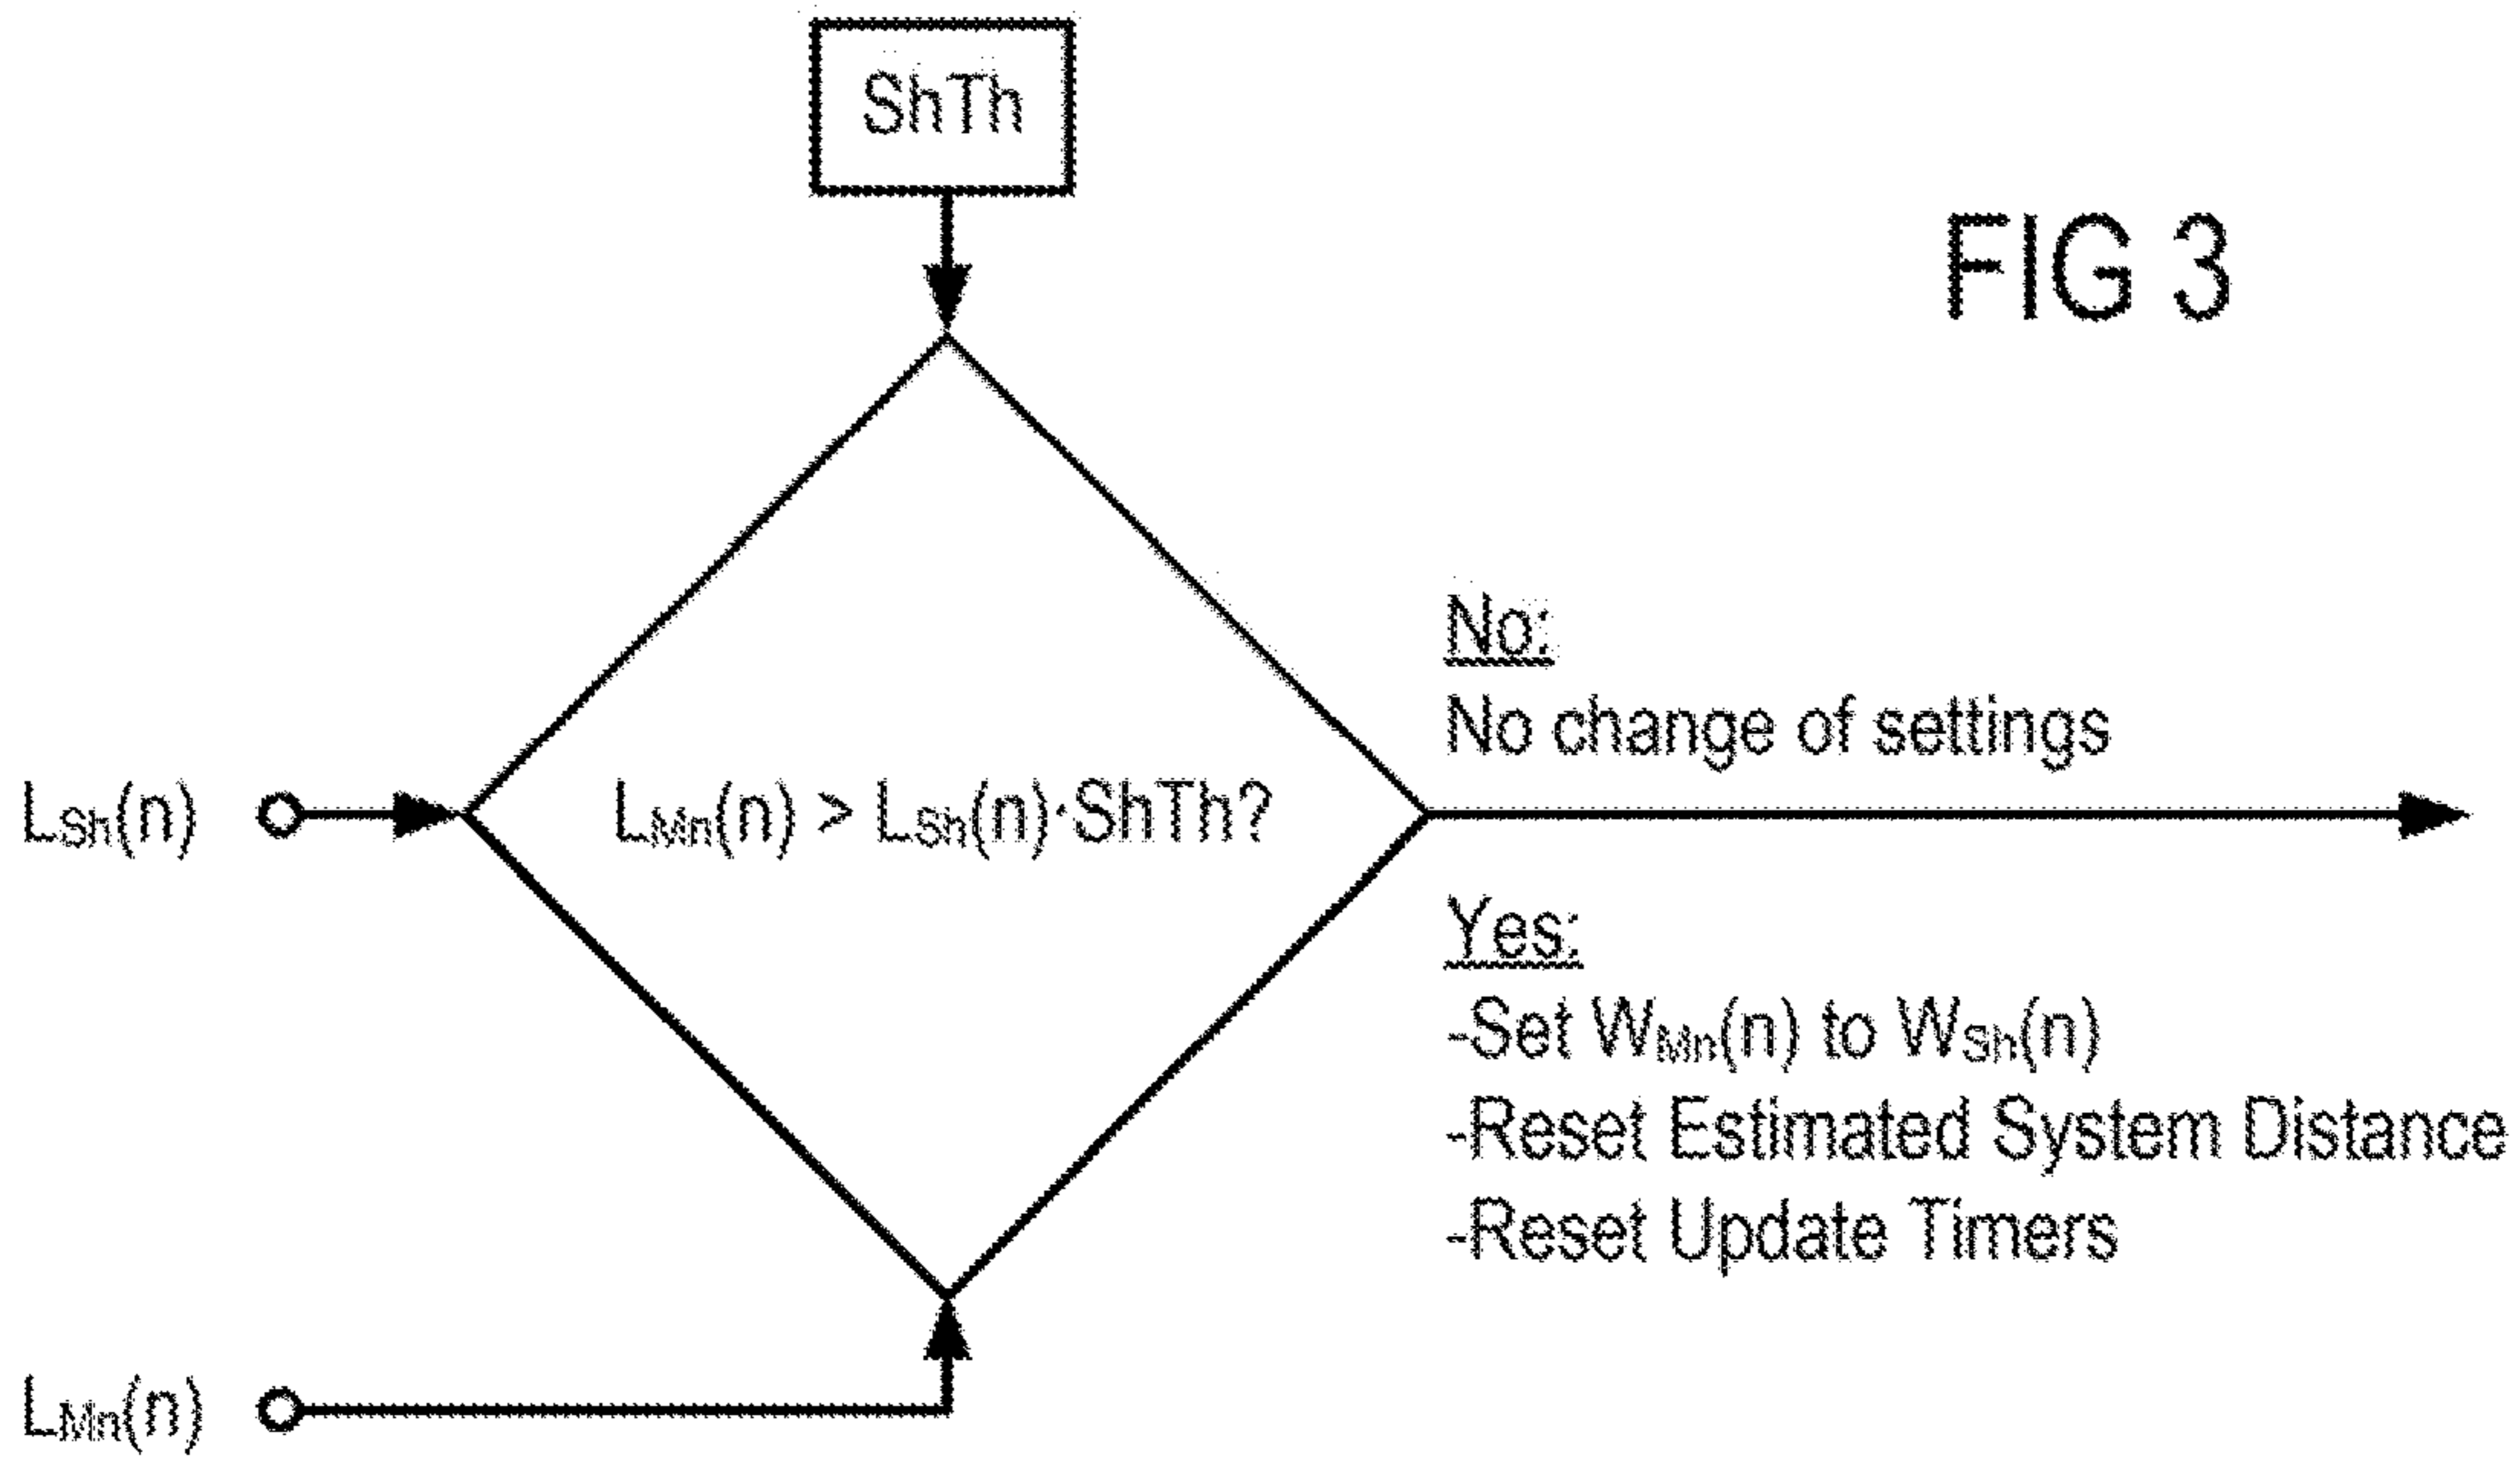 ShTh
FIG 3
No:
No change of settings
LSh(n)
LMn(n) > LSh(n)·ShTh?
Yes:
-Set WMn(n) to WSh(n)
-Reset Estimated System Distance
-Reset Update Timers
LMn(n)